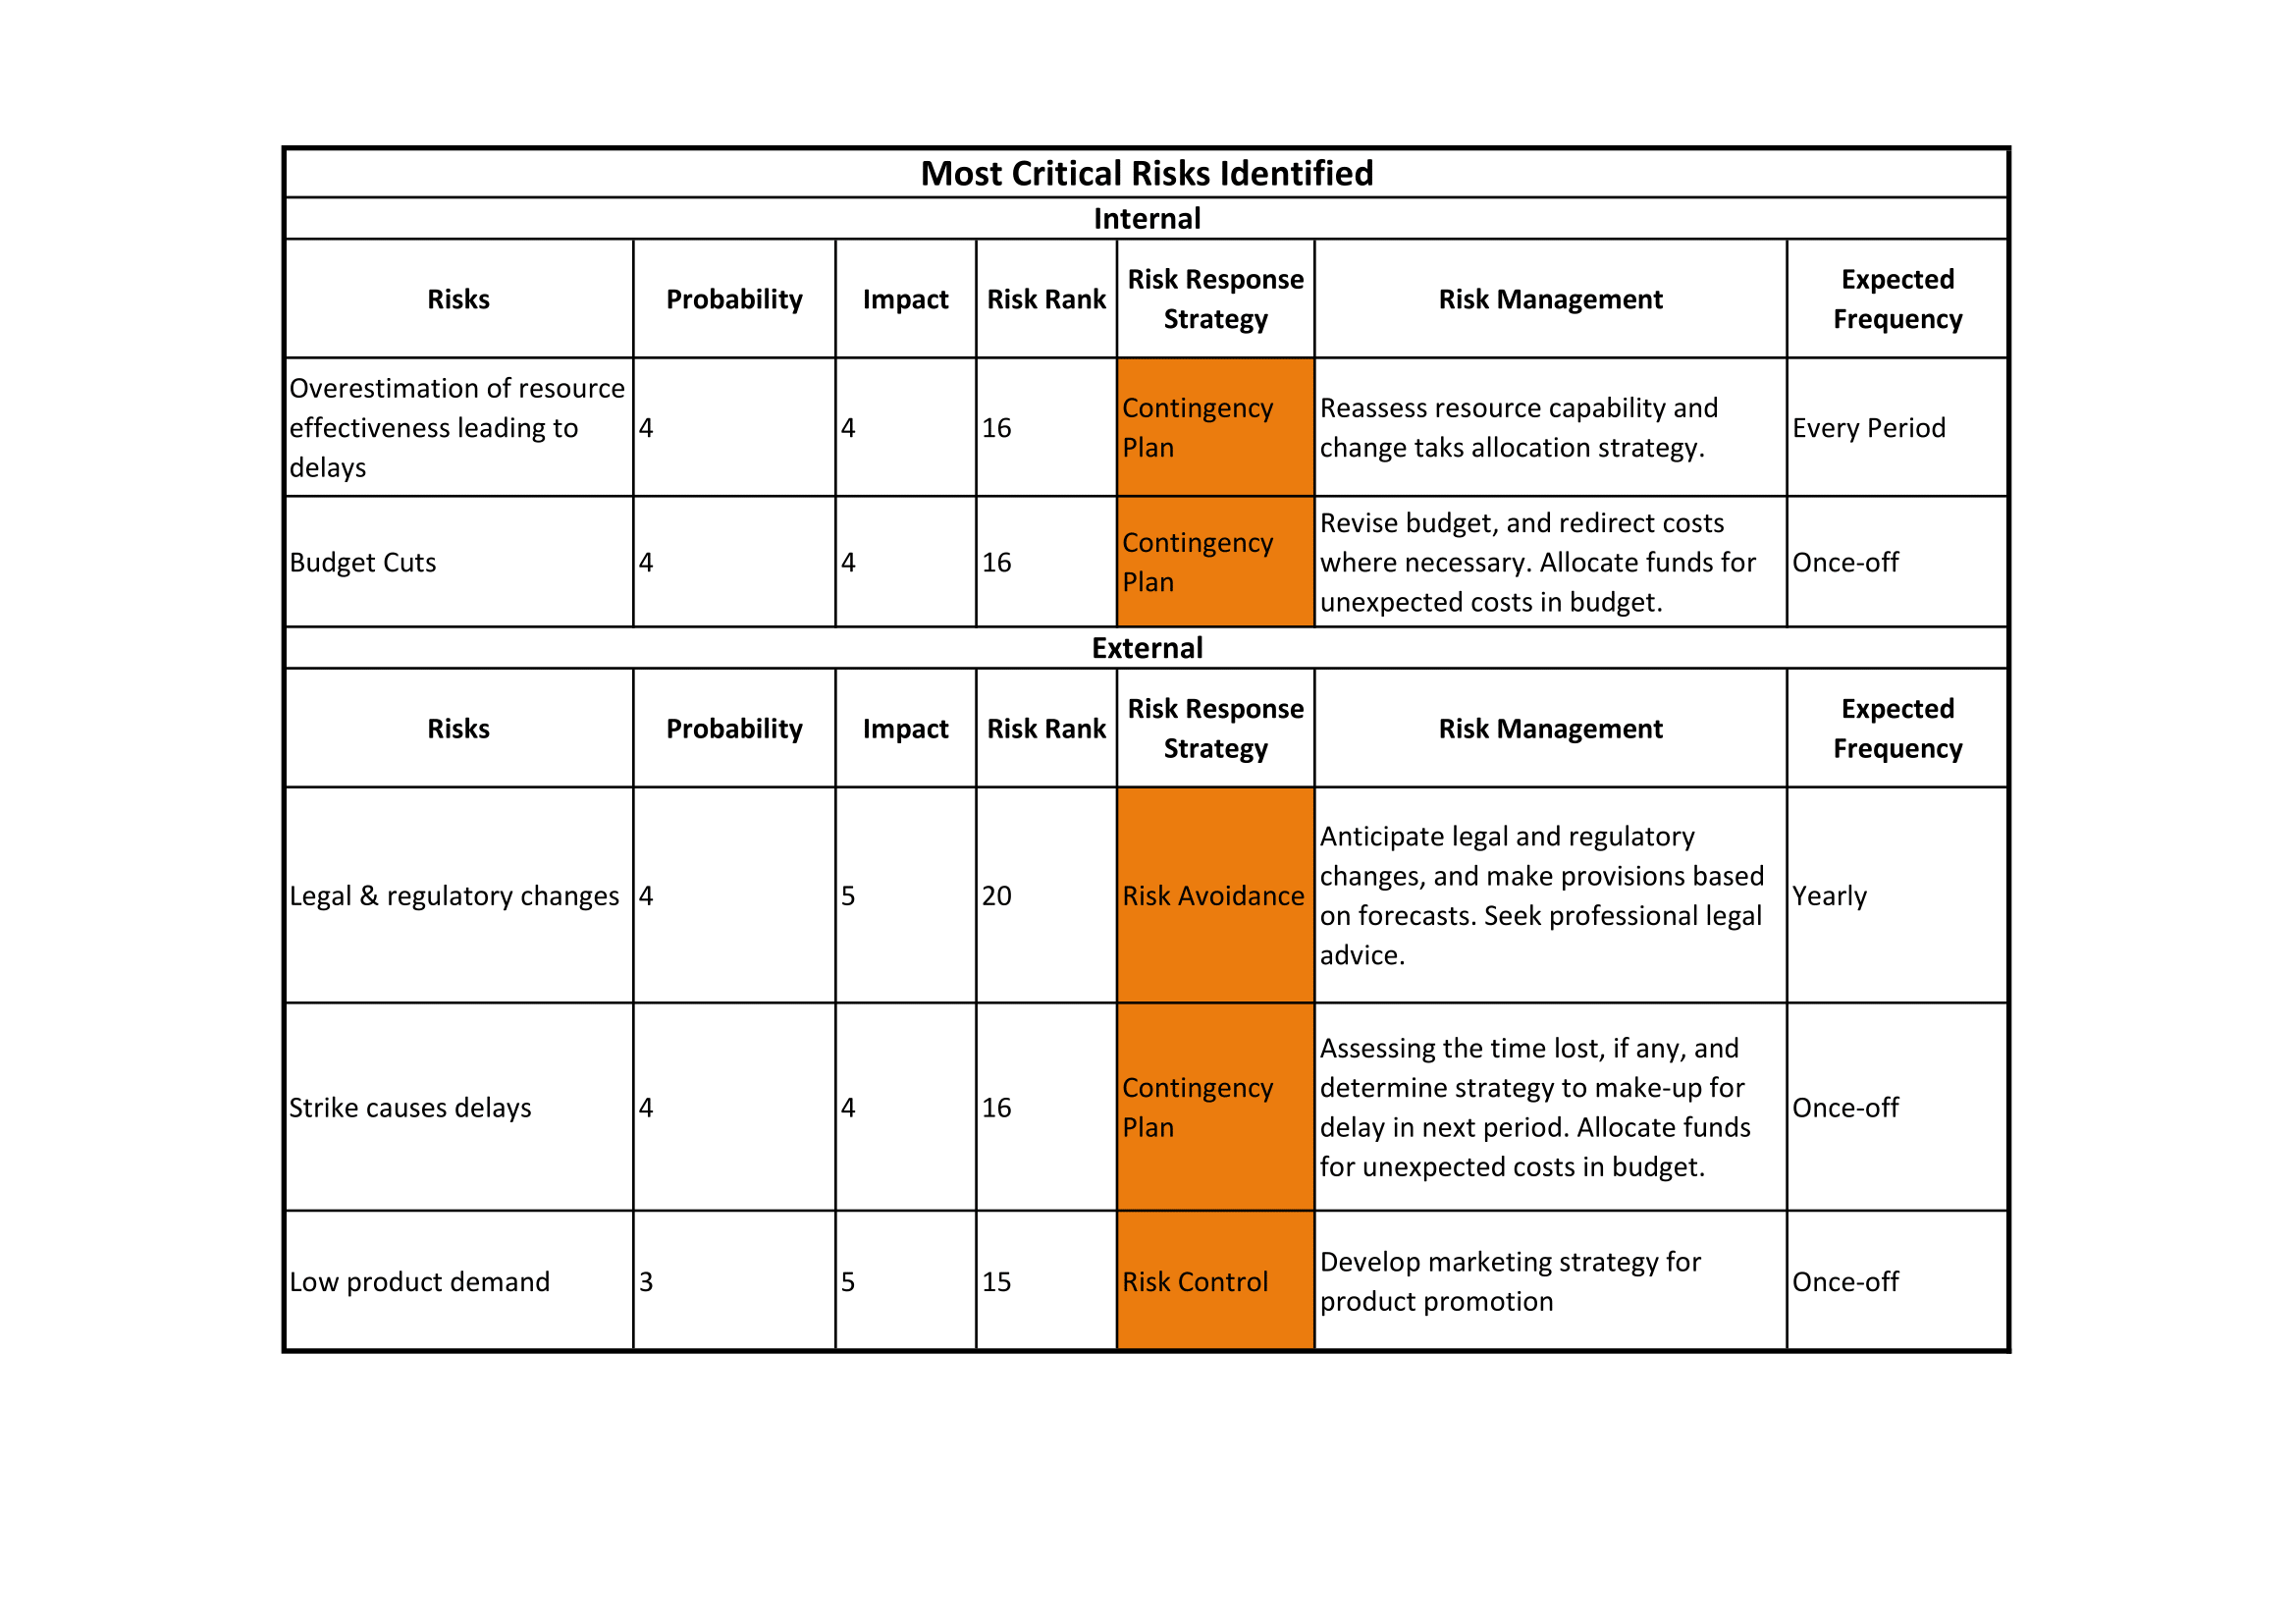 Most Critical Risks Identified
Internal
Risks Probability Impact Risk Rank Risk Response Strategy Risk Management Expected Frequency
Overestimation of resource
effectiveness leading to
delays
4
4
16
Contingency
Plan
Reassess resource capability and
change taks allocation strategy.
Every Period
Budget Cuts
4
4
16
Contingency
Plan
Revise budget, and redirect costs
where necessary. Allocate funds for
unexpected costs in budget.
Once-off
External
Risks Probability Impact Risk Rank Risk Response Strategy Risk Management Expected Frequency
Legal & regulatory changes
4
5
20
Risk Avoidance
Anticipate legal and regulatory
changes, and make provisions based
on forecasts. Seek professional legal
advice.
Yearly
Strike causes delays
4
4
16
Contingency
Plan
Assessing the time lost, if any, and
determine strategy to make-up for
delay in next period. Allocate funds
for unexpected costs in budget.
Once-off
Low product demand
3
5
15
Risk Control
Develop marketing strategy for
product promotion
Once-off